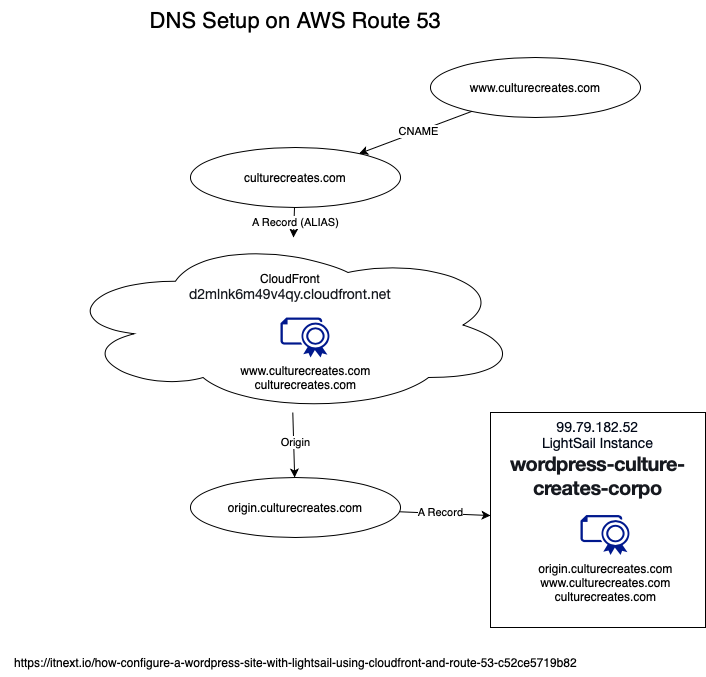 DNS Setup on AWS Route 53
www.culturecreates.com
CNAME
culturecreates.com
A Record (ALIAS)
CloudFront
d2mlnk6m49v4qy.cloudfront.net
www.culturecreates.com
culturecreates.com
Origin
origin.culturecreates.com
A Record
99.79.182.52
LightSail Instance
wordpress-culture-
creates-corpo
origin.culturecreates.com
www.culturecreates.com
culturecreates.com
https://itnext.io/how-configure-a-wordpress-site-with-lightsail-using-cloudfront-and-route-53-c52ce5719b82